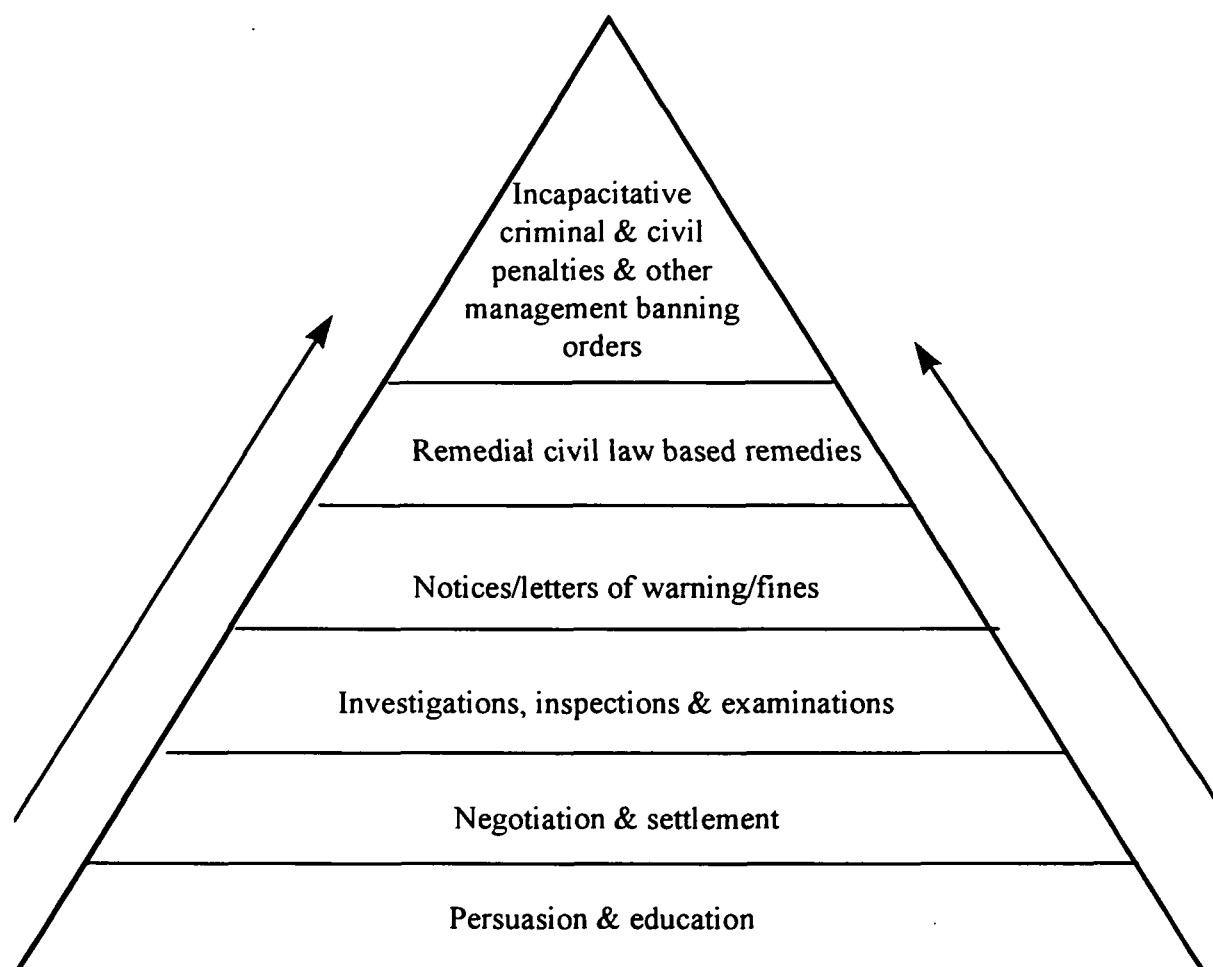 Incapacitative
criminal & civil
penalties & other
management banning
orders
Remedial civil law based remedies
Notices/letters of warning/fines
Investigations, inspections & examinations
Negotiation & settlement
Persuasion & education